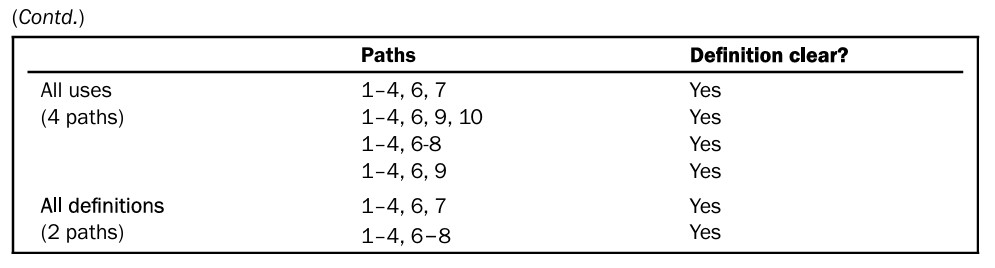 (Contd.)
Paths Definition clear?
All uses 1–4, 6, 7 Yes
(4 paths) 1–4, 6, 9, 10 Yes
1–4, 6-8 Yes
1–4, 6, 9 Yes
All definitions 1–4, 6, 7 Yes
(2 paths) 1–4, 6–8 Yes